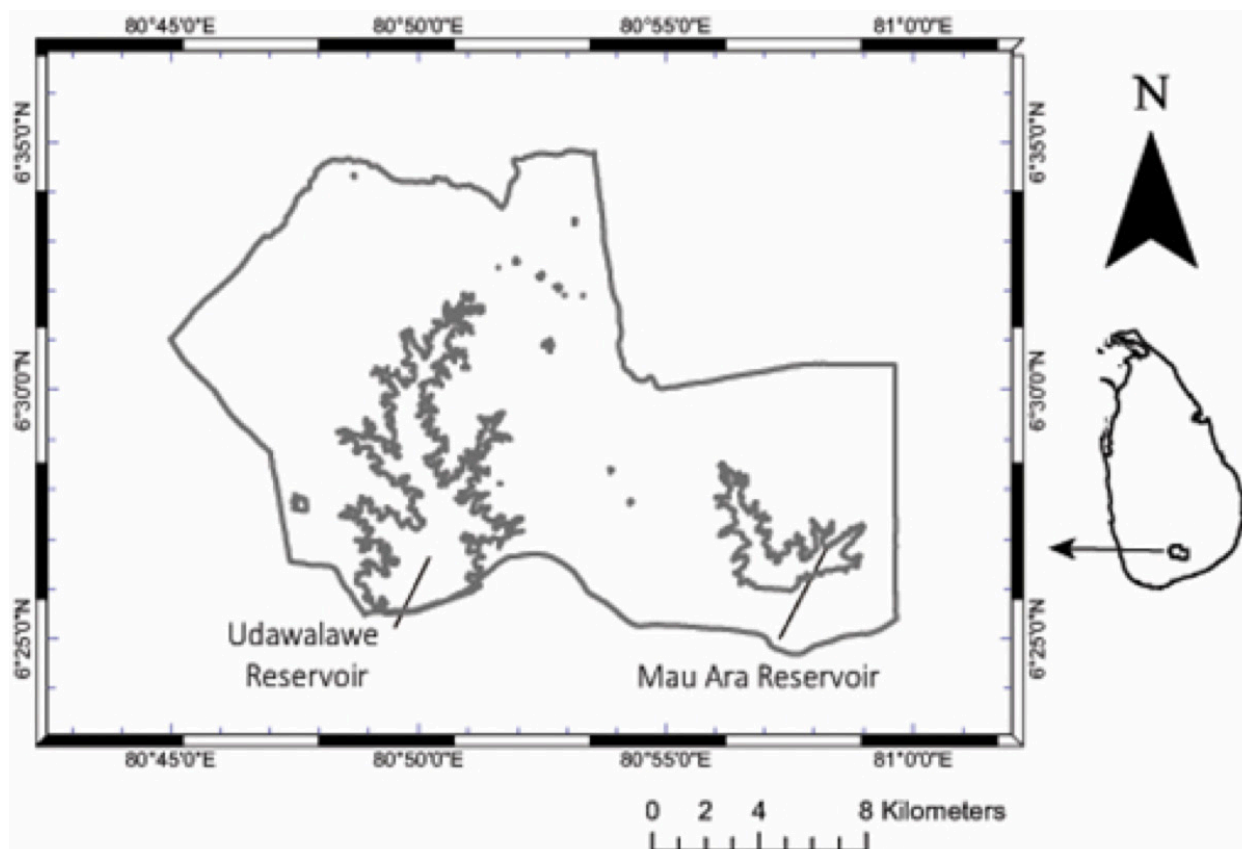 80°45'0"E 80°50'0"E 80°55'0"E 81°0'0"E
N
6°35'0"N 6°35'0"N
6°30'0"N 6°30'0"N
6°25'0"N 6°25'0"N
Udawalawe
Reservoir
Mau Ara Reservoir
80°45'0"E 80°50'0"E 80°55'0"E 81°0'0"E
0 2 4 8 Kilometers